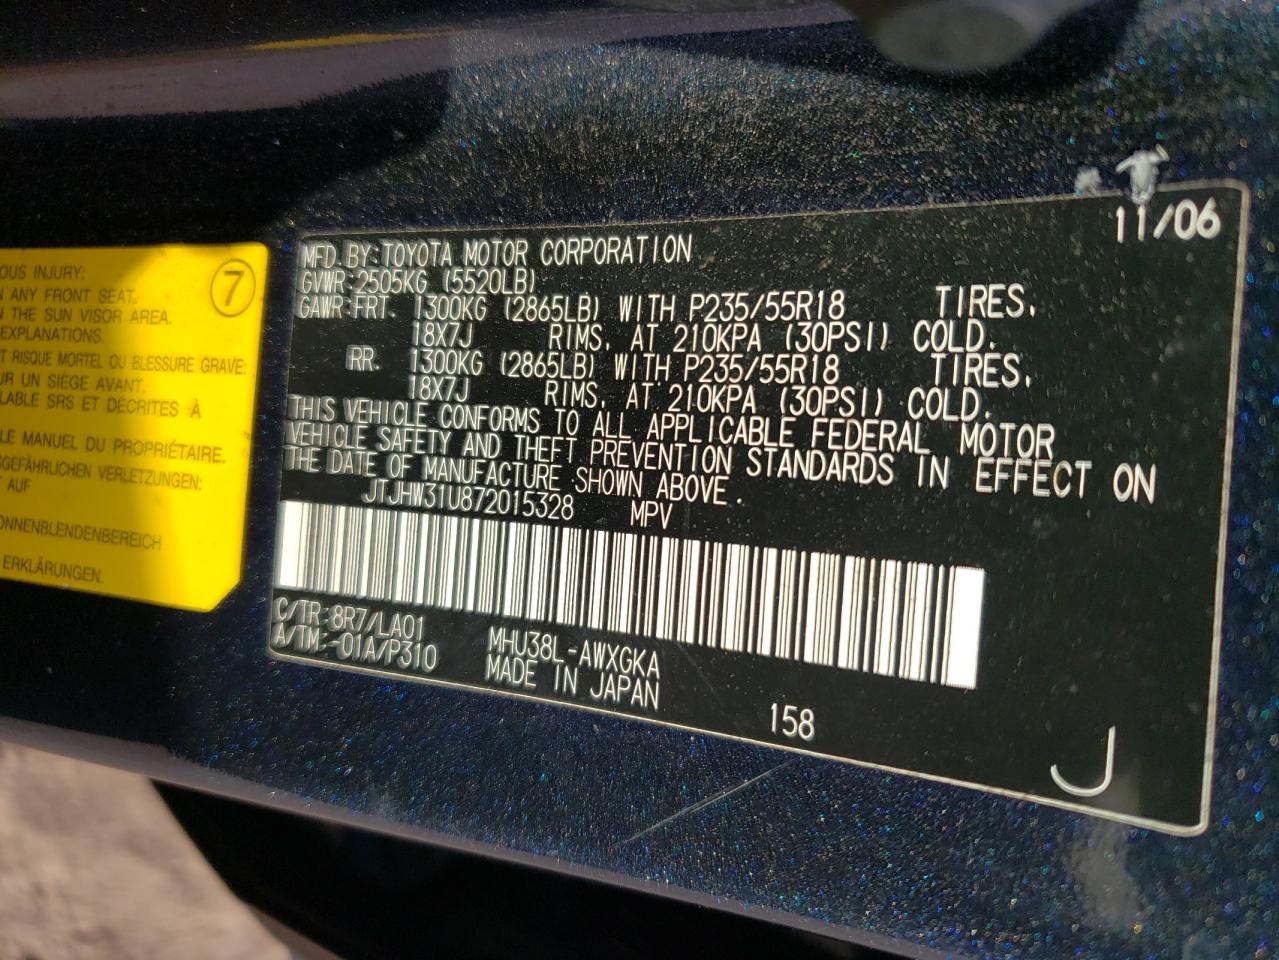 OUS INJURY:
ANY FRONT SEAT.
THE SUN VISOR AREA.
EXPLANATIONS.
RISQUE MORTEL OU BLESSURE GRAVE:
UR UN SIÈGE AVANT.
LABLE SRS ET DÉCRITES À
LE MANUEL DU PROPRIÉTAIRE.
SGEFÄHRLICHEN VERLETZUNGEN:
AUF
ONNENBLENDENBEREICH
ERKLÄRUNGEN.
7
11/06
MFD. BY:TOYOTA MOTOR CORPORATION
GVWR:2505KG (5520LB)
GAWR:FRT. 1300KG (2865LB) WITH P235/55R18 TIRES,
18X7J RIMS, AT 210KPA (30PSI) COLD.
RR. 1300KG (2865LB) WITH P235/55R18 TIRES,
18X7J RIMS, AT 210KPA (30PSI) COLD.
THIS VEHICLE CONFORMS TO ALL APPLICABLE FEDERAL MOTOR
VEHICLE SAFETY AND THEFT PREVENTION STANDARDS IN EFFECT ON
THE DATE OF MANUFACTURE SHOWN ABOVE.
JTJHW31U872015328 MPV
C/TR:8R7/LA01 MHU38L-AWXGKA
A/TM:-01A/P310 MADE IN JAPAN
158
J